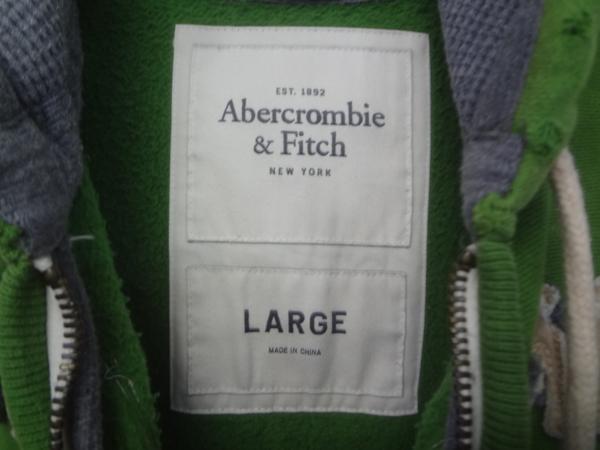 EST. 1892
Abercrombie
& Fitch
NEW YORK
LARGE
MADE IN CHINA